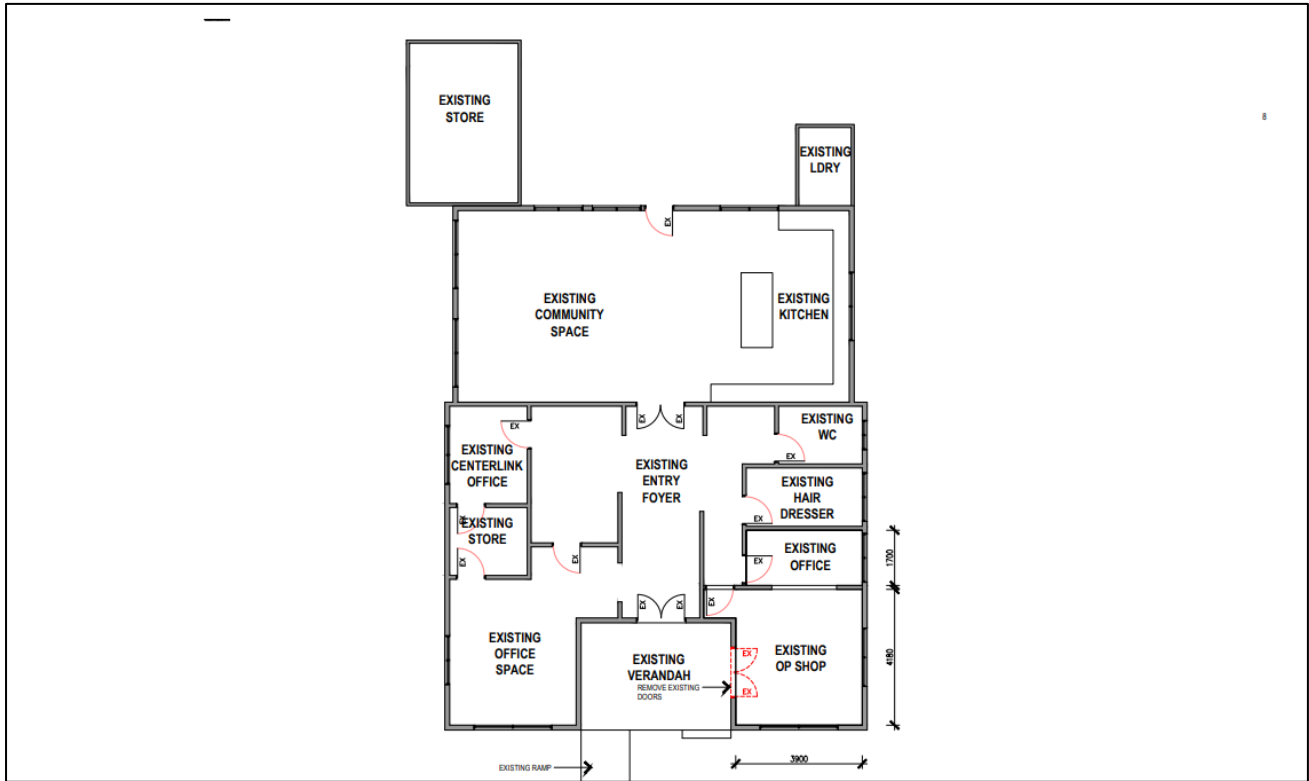 EXISTING
STORE
8
EXISTING
LDRY
EX
EXISTING
COMMUNITY
SPACE
EXISTING
KITCHEN
EX
EX
EX
EXISTING
WC
EX
EXISTING
CENTERLINK
OFFICE
EXISTING
ENTRY
FOYER
EXISTING
HAIR
DRESSER
EX
EX
EXISTING
STORE
EX
EX
EXISTING
OFFICE
EX
1700
EX
EX
EX
EXISTING
OFFICE
SPACE
EXISTING
VERANDAH
REMOVE EXISTING
DOORS
EX
EX
EXISTING
OP SHOP
4180
EXISTING RAMP
3900